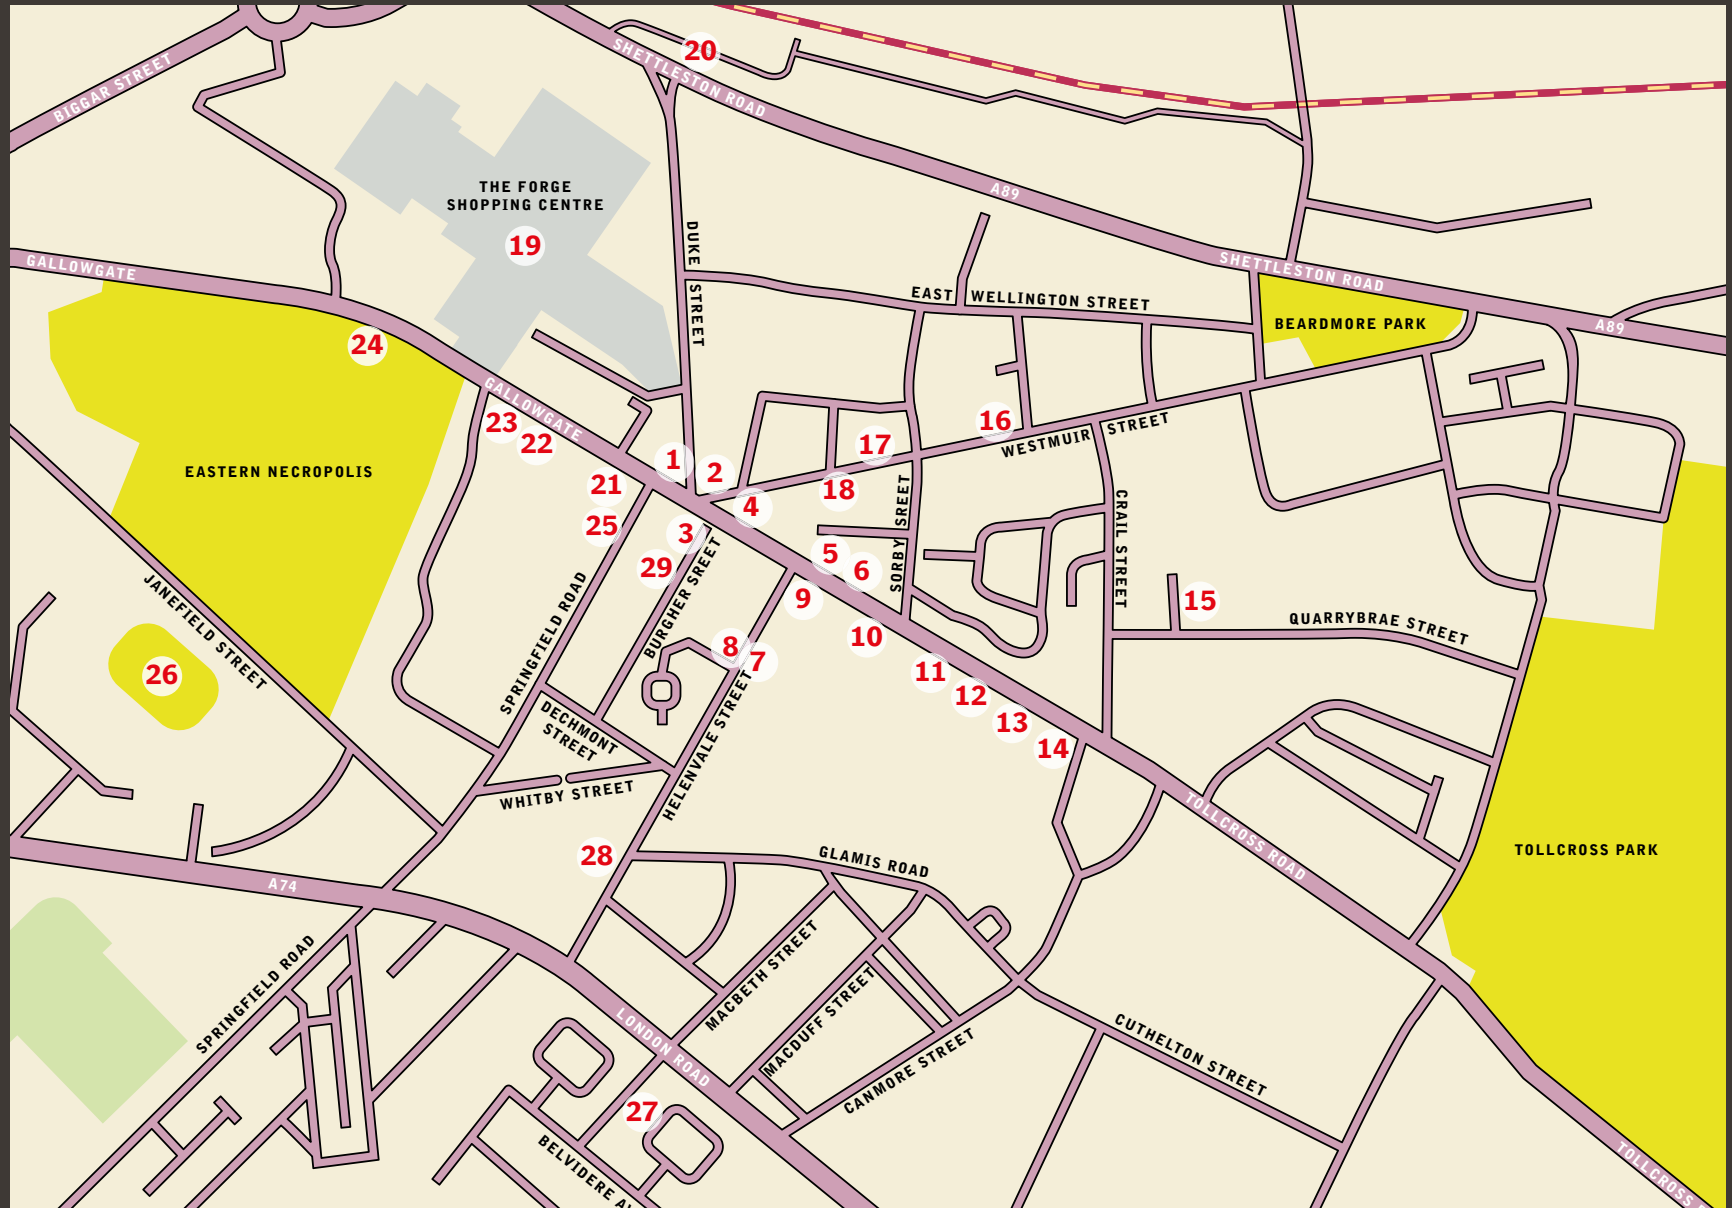 20
SHETTLESTON ROAD
BIGGAR STREET
THE FORGE
SHOPPING CENTRE
A89
19
DUKE STREET
GALLOWGATE
SHETTLESTON ROAD
EAST WELLINGTON STREET
BEARDMORE PARK
A89
24
GALLOWGATE
23
22
16
WESTMUIR STREET
17
EASTERN NECROPOLIS
1
2
21
18
4
SORBY SREET
CRAIL STREET
25
3
5
6
29
BURGHER SREET
JANEFIELD STREET
SPRINGFIELD ROAD
9
15
QUARRYBRAE STREET
10
8
7
26
11
12
13
14
DECHMONT
STREET
HELENVALE STREET
WHITBY STREET
TOLLCROSS ROAD
TOLLCROSS PARK
28
GLAMIS ROAD
A74
SPRINGFIELD ROAD
MACBETH STREET
MACDUFF STREET
LONDON ROAD
CANMORE STREET
CUTHELTON STREET
27
BELVIDERE
TOLLCROSS